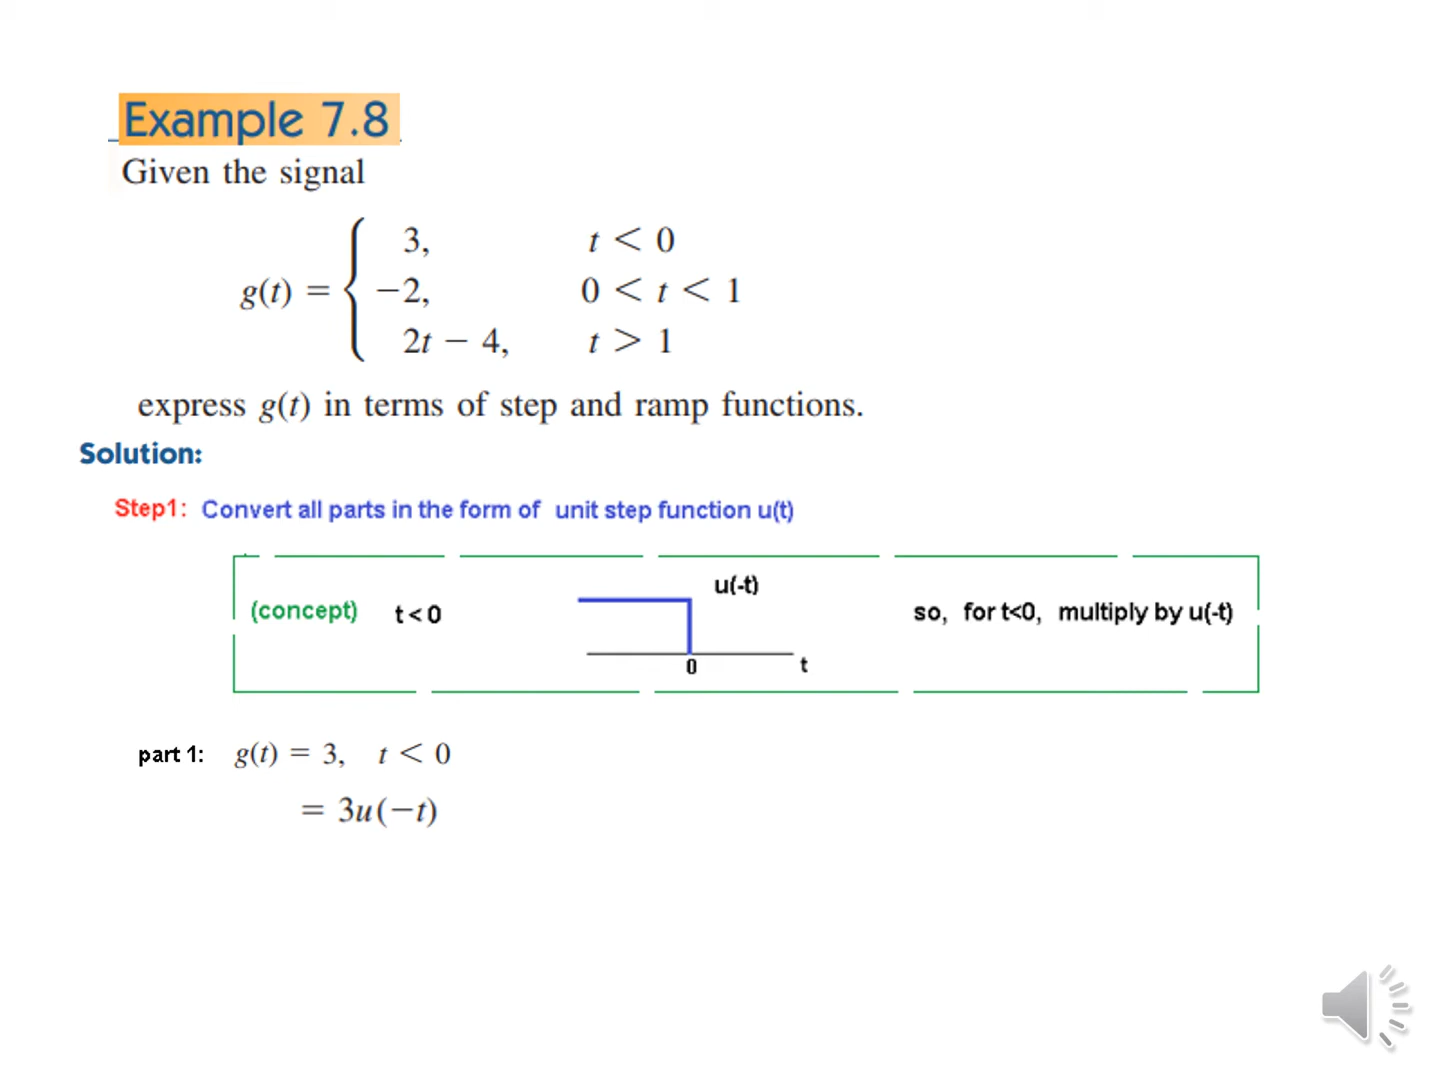 Example 7.8
Given the signal
3, t < 0
g(t) = { −2, 0 < t < 1
2t − 4, t > 1
express g(t) in terms of step and ramp functions.
Solution:
Step1: Convert all parts in the form of unit step function u(t)
u(-t)
(concept) t < 0 so, for t<0, multiply by u(-t)
0 t
part 1: g(t) = 3, t < 0
= 3u(−t)